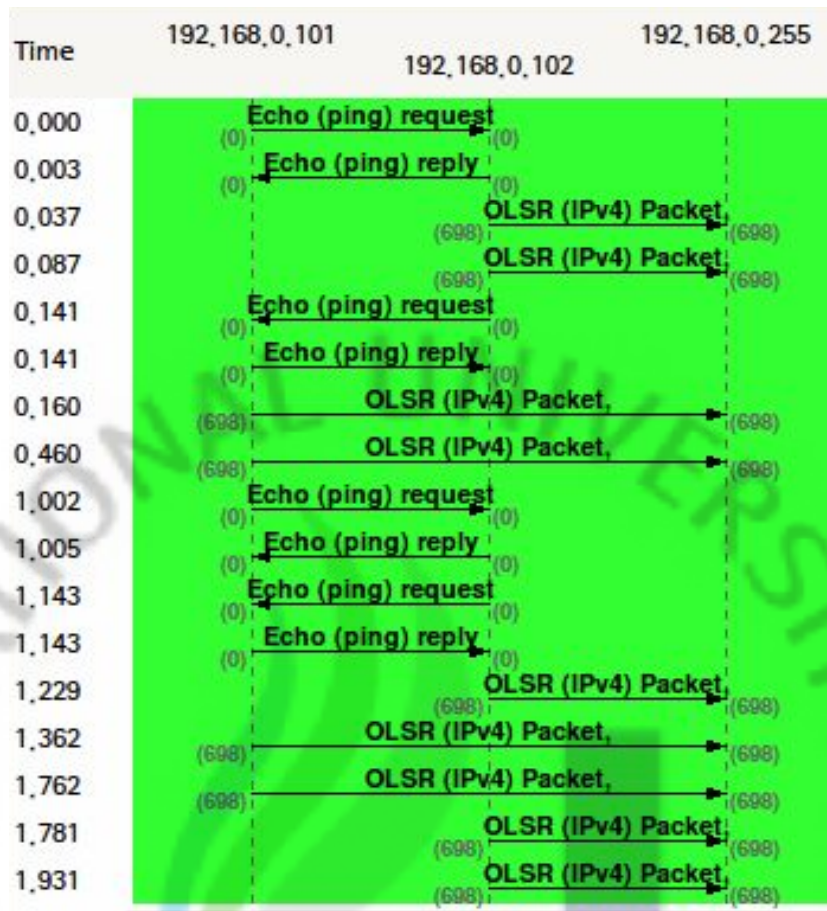 Time 192.168.0.101 192.168.0.102 192.168.0.255
0.000 Echo (ping) request
(0) (0)
0.003 Echo (ping) reply
(0) (0)
0.037 OLSR (IPv4) Packet,
(698) (698)
0.087 OLSR (IPv4) Packet,
(698) (698)
0.141 Echo (ping) request
(0) (0)
0.141 Echo (ping) reply
(0) (0)
0.160 OLSR (IPv4) Packet,
(698) (698)
0.460 OLSR (IPv4) Packet,
(698) (698)
1.002 Echo (ping) request
(0) (0)
1.005 Echo (ping) reply
(0) (0)
1.143 Echo (ping) request
(0) (0)
1.143 Echo (ping) reply
(0) (0)
1.229 OLSR (IPv4) Packet,
(698) (698)
1.362 OLSR (IPv4) Packet,
(698) (698)
1.762 OLSR (IPv4) Packet,
(698) (698)
1.781 OLSR (IPv4) Packet,
(698) (698)
1.931 OLSR (IPv4) Packet,
(698) (698)